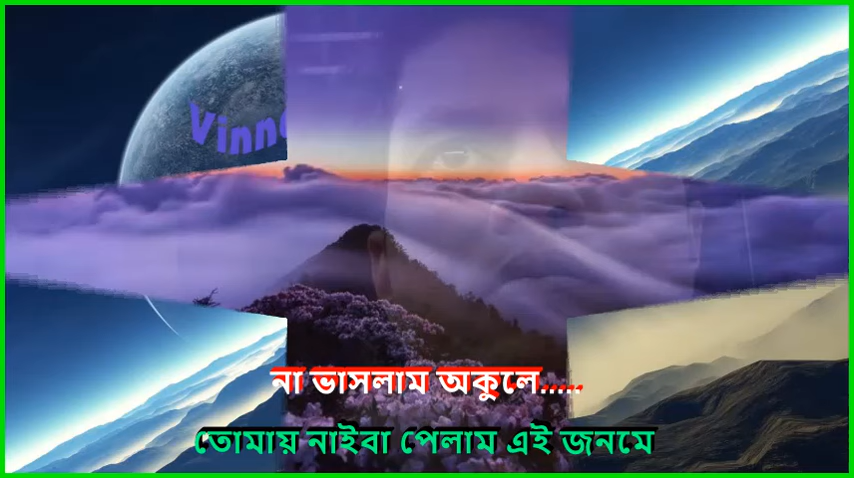 না ভাসলাম অকুলে.....
তোমায় নাইবা পেলাম এই জনমে